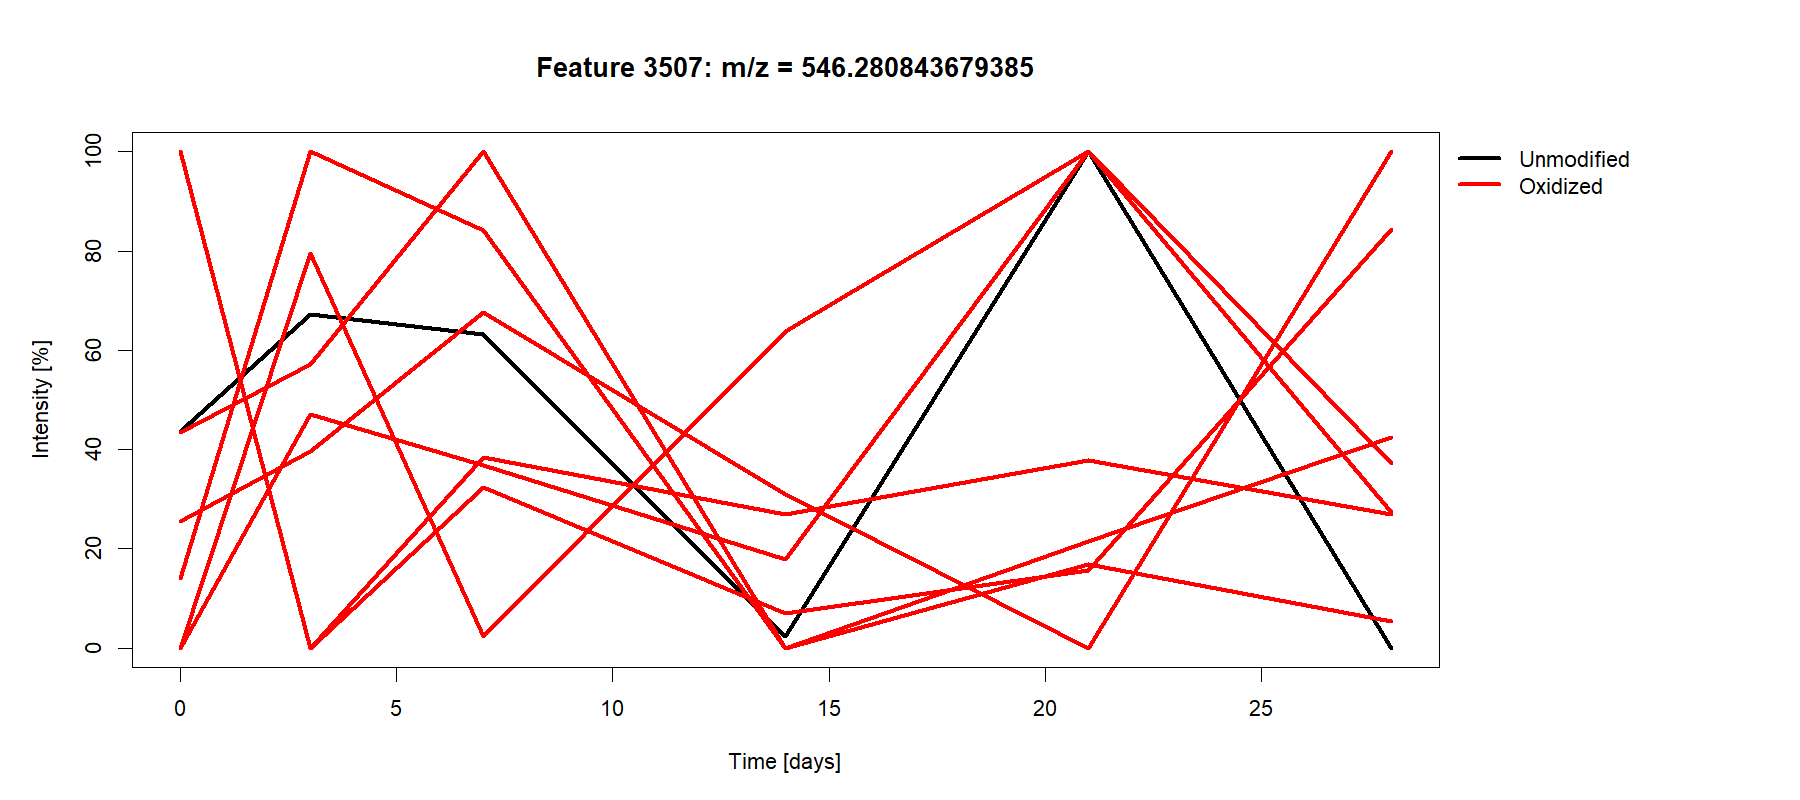 Feature 3507: m/z = 546.280843679385
Unmodified
Oxidized
Intensity [%]
100
80
60
40
20
0
0 5 10 15 20 25
Time [days]